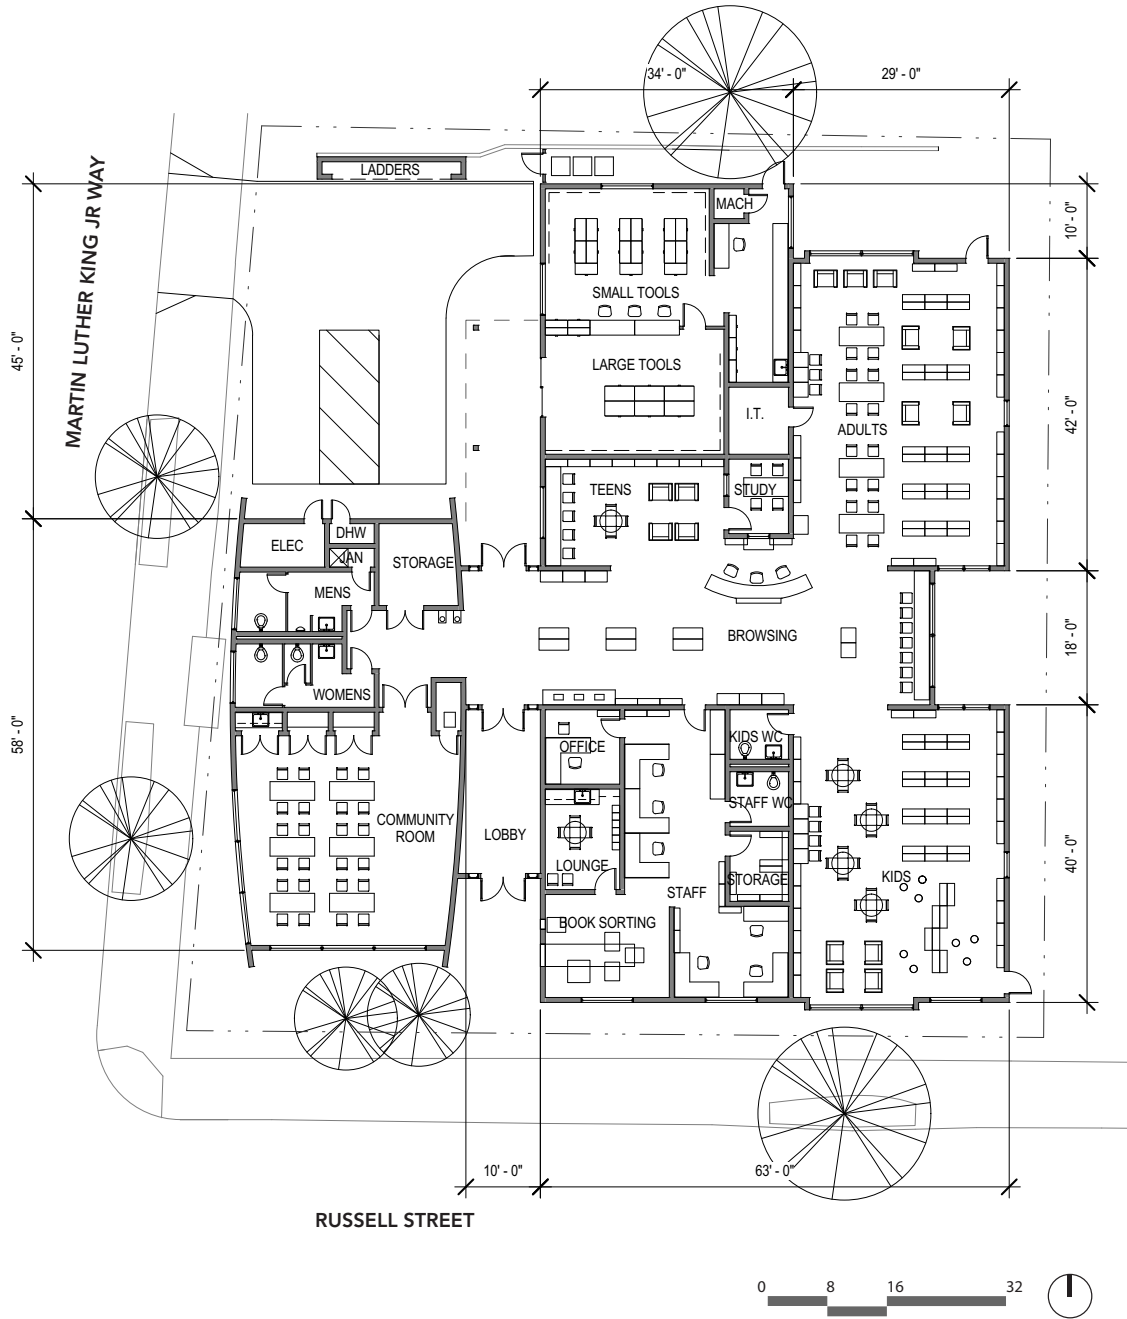 34' - 0"
29' - 0"
LADDERS
MARTIN LUTHER KING JR WAY
MACH
10' - 0"
SMALL TOOLS
45' - 0"
LARGE TOOLS
I.T.
ADULTS
42' - 0"
TEENS
STUDY
ELEC
DHW
JAN
STORAGE
MENS
BROWSING
18' - 0"
WOMENS
58' - 0"
OFFICE
KIDS WC
STAFF WC
COMMUNITY
ROOM
LOBBY
LOUNGE
STORAGE
KIDS
40' - 0"
STAFF
BOOK SORTING
10' - 0"
63' - 0"
RUSSELL STREET
0 8 16 32